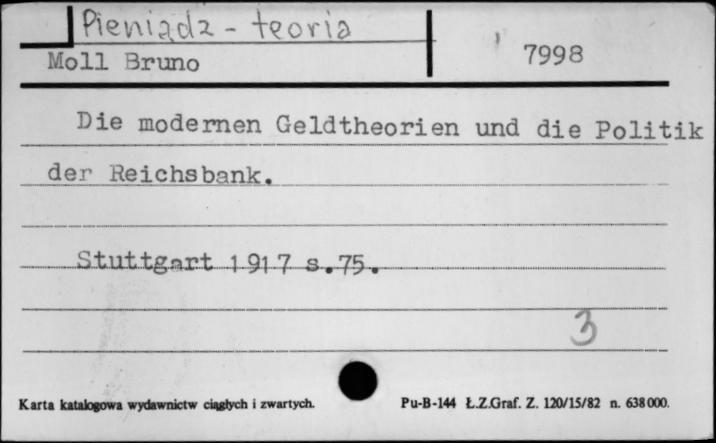 Pieniądz - teoria
Moll Bruno
7998
Die modernen Geldtheorien und die Politik
der Reichsbank.
Stuttgart 1917 s.75.
3
Karta katalogowa wydawnictw ciągłych i zwartych.
Pu-B-144 Ł.Z.Graf. Z. 120/15/82 n. 638000.